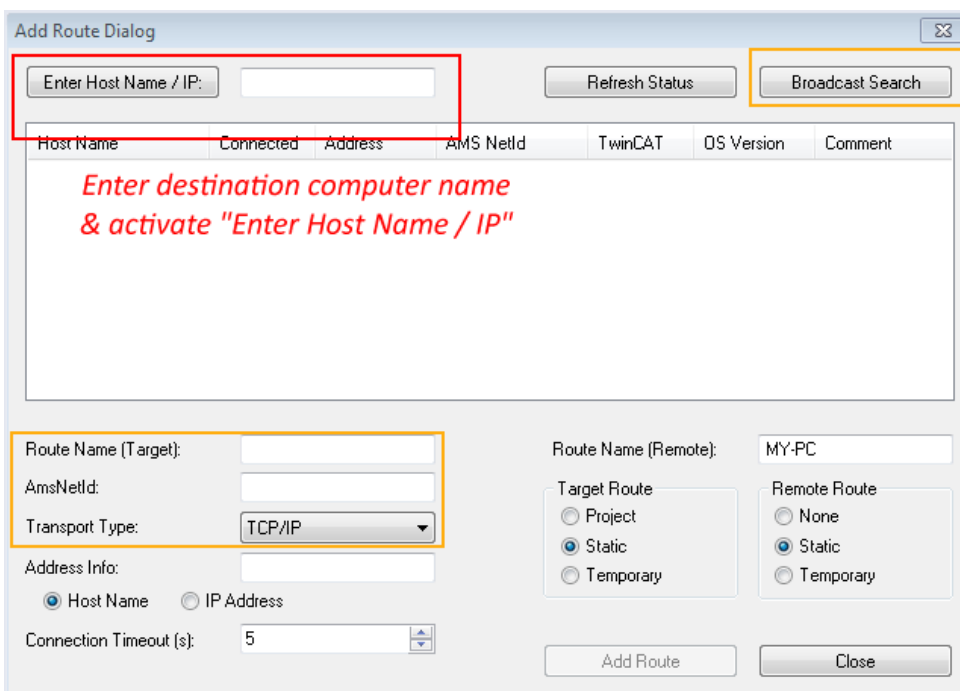 Add Route Dialog
Enter Host Name / IP:
Refresh Status
Broadcast Search
Host Name Connected Address AMS NetId TwinCAT OS Version Comment
Enter destination computer name
& activate "Enter Host Name / IP"
Route Name (Target):
AmsNetId:
Transport Type: TCP/IP
Address Info:
Host Name IP Address
Connection Timeout (s): 5
Route Name (Remote): MY-PC
Target Route
Project
Static
Temporary
Remote Route
None
Static
Temporary
Add Route
Close